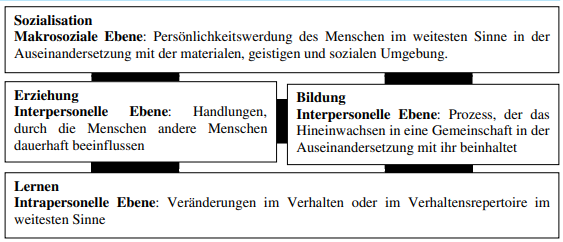 Sozialisation
Makrosoziale Ebene: Persönlichkeitswerdung des Menschen im weitesten Sinne in der
Auseinandersetzung mit der materialen, geistigen und sozialen Umgebung.
Erziehung
Interpersonelle Ebene: Handlungen,
durch die Menschen andere Menschen
dauerhaft beeinflussen
Bildung
Interpersonelle Ebene: Prozess, der das
Hineinwachsen in eine Gemeinschaft in der
Auseinandersetzung mit ihr beinhaltet
Lernen
Intrapersonelle Ebene: Veränderungen im Verhalten oder im Verhaltensrepertoire im
weitesten Sinne